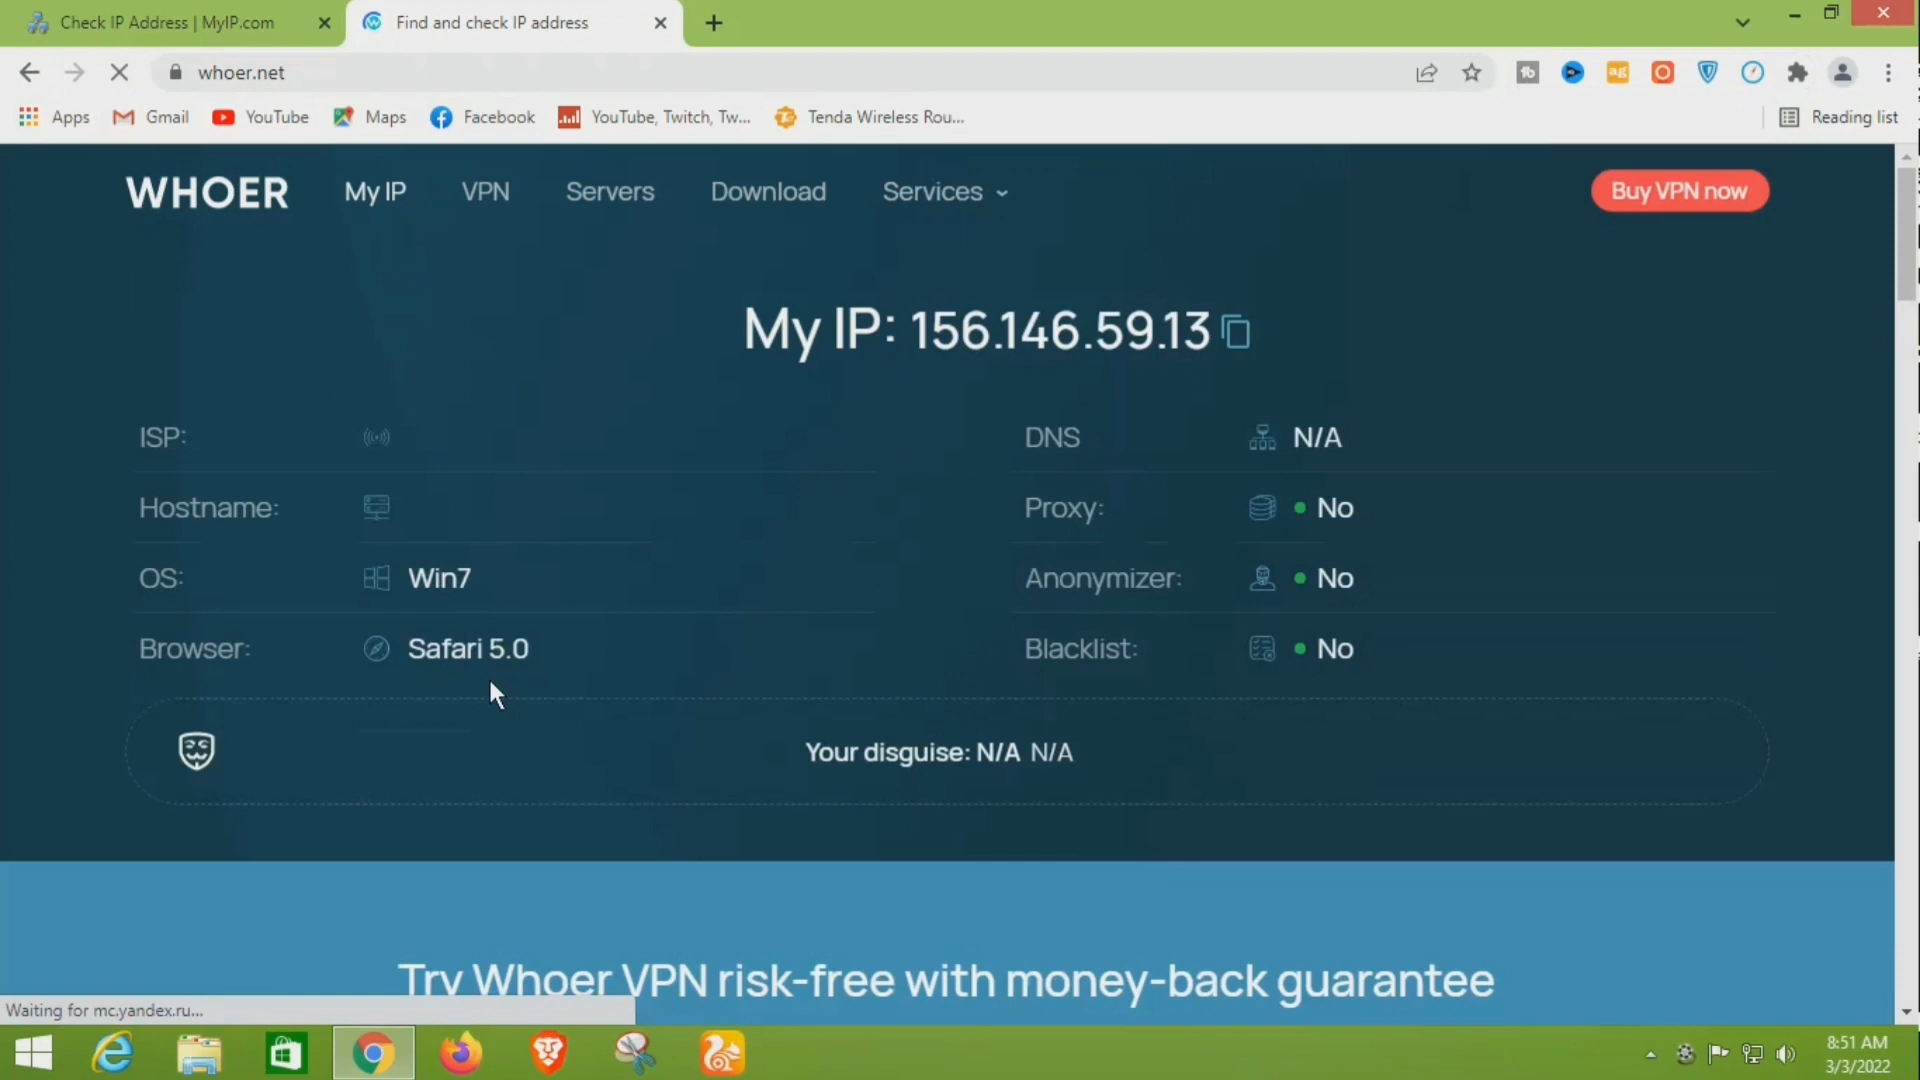 Check IP Address | MyIP.com
Find and check IP address
whoer.net
Apps
Gmail
YouTube
Maps
Facebook
YouTube, Twitch, Tw...
Tenda Wireless Rou...
Reading list
WHOER
My IP
VPN
Servers
Download
Services
Buy VPN now
My IP: 156.146.59.13
ISP:
DNS N/A
Hostname:
Proxy: No
OS: Win7
Anonymizer: No
Browser: Safari 5.0
Blacklist: No
Your disguise: N/A N/A
Try Whoer VPN risk-free with money-back guarantee
Waiting for mc.yandex.ru...
8:51 AM
3/3/2022